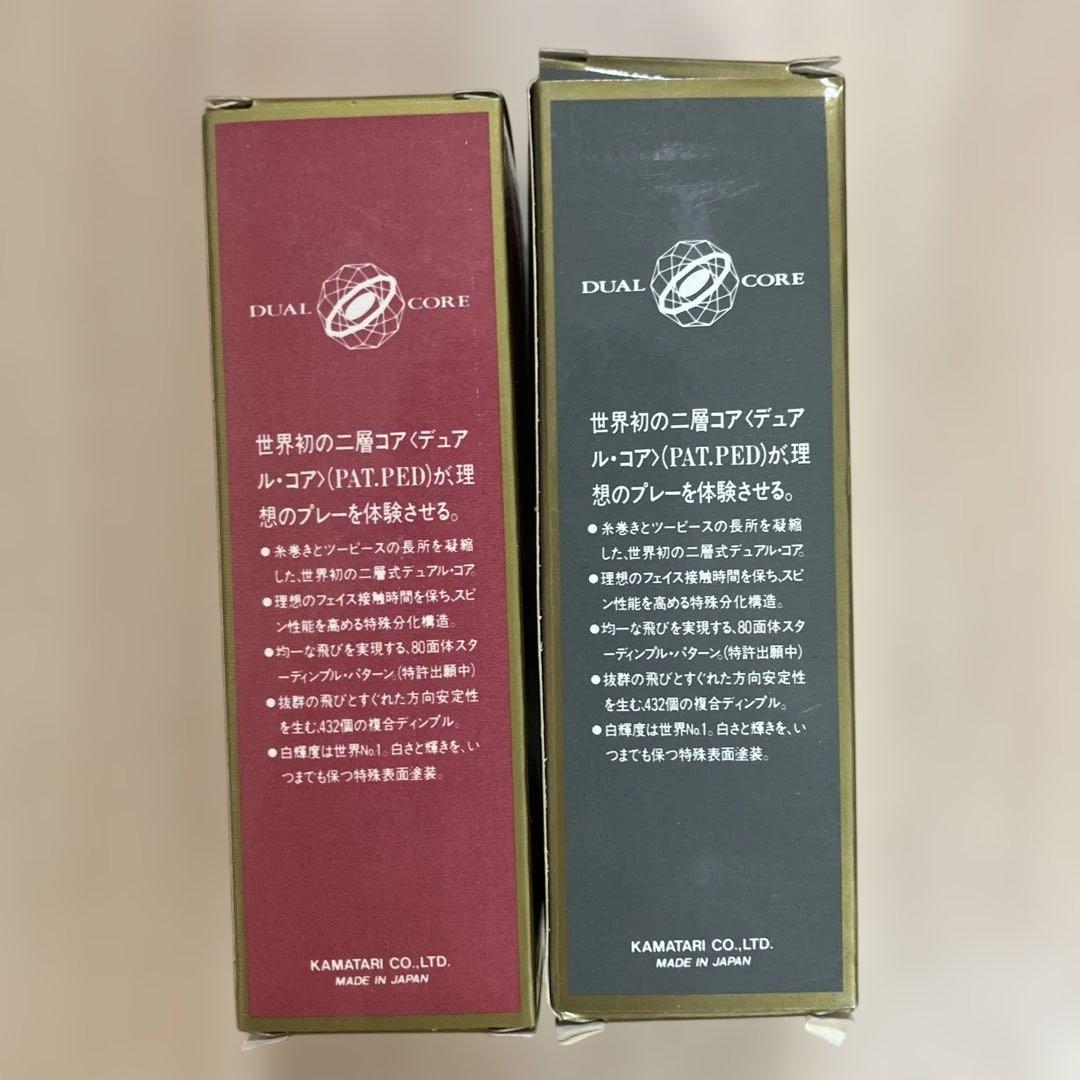 DUAL CORE
世界初の二層コア〈デュア
ル・コア〉(PAT.PED)が、理
想のプレーを体験させる。
●糸巻きとツーピースの長所を凝縮
した、世界初の二層式デュアル・コア。
●理想のフェイス接触時間を保ち、スピ
ン性能を高める特殊分化構造。
●均一な飛びを実現する、80面体スタ
ーディンプル・パターン。(特許出願中)
●抜群の飛びとすぐれた方向安定性
を生む、432個の複合ディンプル。
●白輝度は世界No.1。白さと輝きを、い
つまでも保つ特殊表面塗装。
KAMATARI CO.,LTD.
MADE IN JAPAN
DUAL CORE
世界初の二層コア〈デュア
ル・コア〉(PAT.PED)が、理
想のプレーを体験させる。
●糸巻きとツーピースの長所を凝縮
した、世界初の二層式デュアル・コア。
●理想のフェイス接触時間を保ち、スピ
ン性能を高める特殊分化構造。
●均一な飛びを実現する、80面体スタ
ーディンプル・パターン。(特許出願中)
●抜群の飛びとすぐれた方向安定性
を生む、432個の複合ディンプル。
●白輝度は世界No.1。白さと輝きを、い
つまでも保つ特殊表面塗装。
KAMATARI CO.,LTD.
MADE IN JAPAN